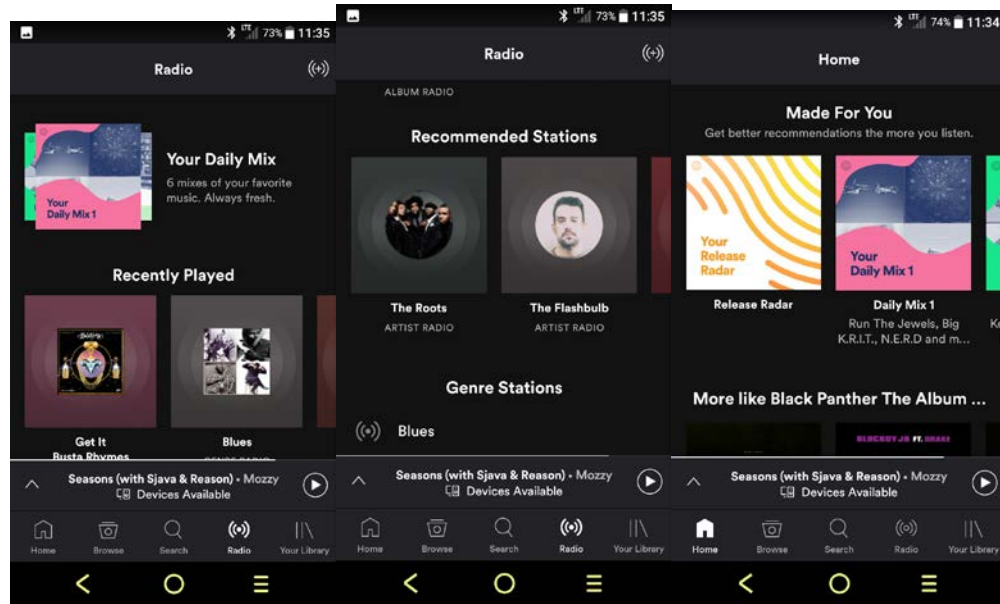 LTE 73% 11:35
Radio
Your Daily Mix
6 mixes of your favorite
music. Always fresh.
Your
Daily Mix 1
Recently Played
Get It
Busta Rhymes
Blues
GENRE RADIO
Seasons (with Sjava & Reason) • Mozzy
Devices Available
Home
Browse
Search
Radio
Your Library
LTE 73% 11:35
Radio
ALBUM RADIO
Recommended Stations
The Roots
ARTIST RADIO
The Flashbulb
ARTIST RADIO
Genre Stations
Blues
Seasons (with Sjava & Reason) • Mozzy
Devices Available
Home
Browse
Search
Radio
Your Library
LTE 74% 11:34
Home
Made For You
Get better recommendations the more you listen.
Your
Release
Radar
Your
Daily Mix 1
Release Radar
Daily Mix 1
Run The Jewels, Big
K.R.I.T., N.E.R.D and m...
More like Black Panther The Album ...
BLOCBOY JB FT. DRAKE
Seasons (with Sjava & Reason) • Mozzy
Devices Available
Home
Browse
Search
Radio
Your Library